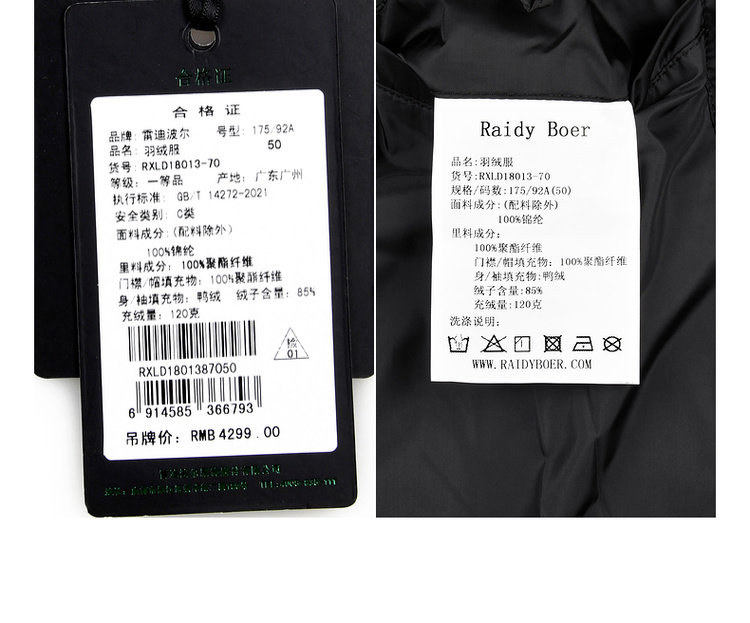 合格证
合 格 证
品牌: 雷迪波尔 号型: 175/92A
品名: 羽绒服 50
货号: RXLD18013-70
等级: 一等品 产地: 广东广州
执行标准: GB/T 14272-2021
安全类别: C类
面料成分:(配料除外)
100%锦纶
里料成分: 100%聚酯纤维
门襟/帽填充物: 100%聚酯纤维
身/袖填充物: 鸭绒 绒子含量: 85%
充绒量: 120克
检
01
RXLD1801387050
6 914585 366793
吊牌价: RMB 4299.00
Raidy Boer
品名:羽绒服
货号:RXLD18013-70
规格/码数:175/92A(50)
面料成分:(配料除外)
100%锦纶
里料成分:
100%聚酯纤维
门襟/帽填充物: 100%聚酯纤维
身/袖填充物:鸭绒
绒子含量:85%
充绒量:120克
洗涤说明:
WWW.RAIDYBOER.COM